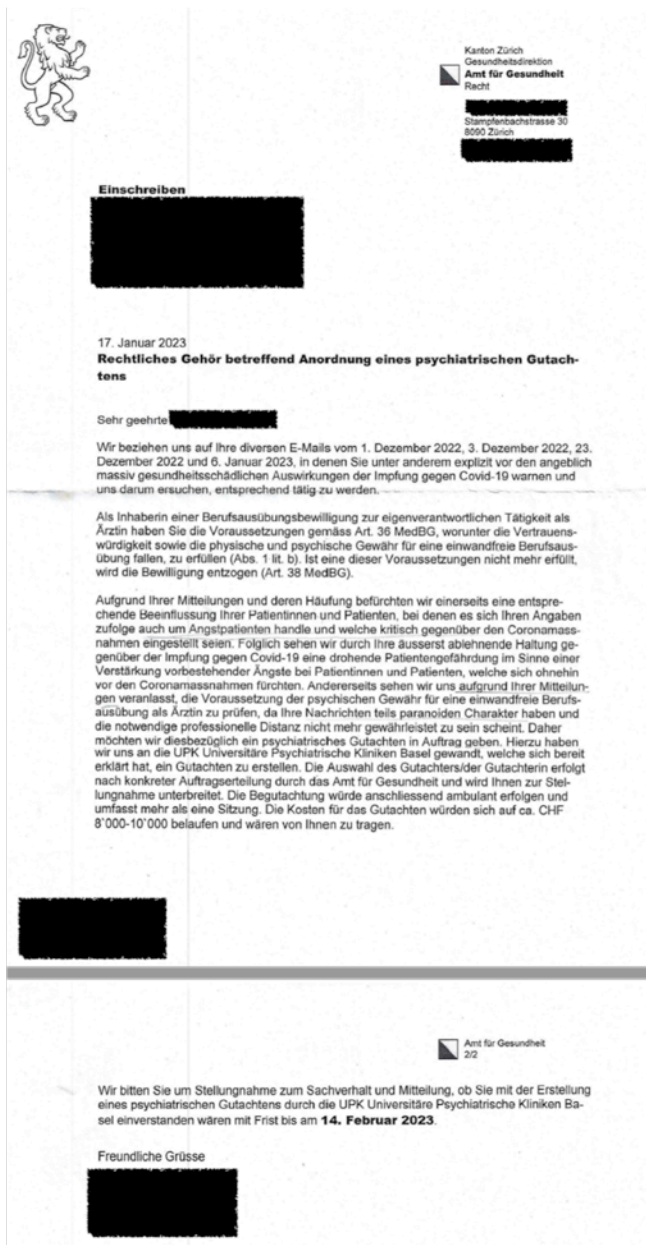 Kanton Zürich
Gesundheitsdirektion
Amt für Gesundheit
Recht
Stampfenbachstrasse 30
8090 Zürich
Einschreiben
17. Januar 2023
Rechtliches Gehör betreffend Anordnung eines psychiatrischen Gutach-
tens
Sehr geehrte
Wir beziehen uns auf Ihre diversen E-Mails vom 1. Dezember 2022, 3. Dezember 2022, 23.
Dezember 2022 und 6. Januar 2023, in denen Sie unter anderem explizit vor den angeblich
massiv gesundheitsschädlichen Auswirkungen der Impfung gegen Covid-19 warnen und
uns darum ersuchen, entsprechend tätig zu werden.
Als Inhaberin einer Berufsausübungsbewilligung zur eigenverantwortlichen Tätigkeit als
Ärztin haben Sie die Voraussetzungen gemäss Art. 36 MedBG, worunter die Vertrauens-
würdigkeit sowie die physische und psychische Gewähr für eine einwandfreie Berufsaus-
übung fallen, zu erfüllen (Abs. 1 lit. b). Ist eine dieser Voraussetzungen nicht mehr erfüllt,
wird die Bewilligung entzogen (Art. 38 MedBG).
Aufgrund Ihrer Mitteilungen und deren Häufung befürchten wir einerseits eine entspre-
chende Beeinflussung Ihrer Patientinnen und Patienten, bei denen es sich Ihren Angaben
zufolge auch um Angstpatienten handle und welche kritisch gegenüber den Coronamass-
nahmen eingestellt seien. Folglich sehen wir durch Ihre äusserst ablehnende Haltung ge-
genüber der Impfung gegen Covid-19 eine drohende Patientengefährdung im Sinne einer
Verstärkung vorbestehender Ängste bei Patientinnen und Patienten, welche sich ohnehin
vor den Coronamassnahmen fürchten. Andererseits sehen wir uns aufgrund Ihrer Mitteilun-
gen veranlasst, die Voraussetzung der psychischen Gewähr für eine einwandfreie Berufs-
ausübung als Ärztin zu prüfen, da Ihre Nachrichten teils paranoiden Charakter haben und
die notwendige professionelle Distanz nicht mehr gewährleistet zu sein scheint. Daher
möchten wir diesbezüglich ein psychiatrisches Gutachten in Auftrag geben. Hierzu haben
wir uns an die UPK Universitäre Psychiatrische Kliniken Basel gewandt, welche sich bereit
erklärt hat, ein Gutachten zu erstellen. Die Auswahl des Gutachters/der Gutachterin erfolgt
nach konkreter Auftragserteilung durch das Amt für Gesundheit und wird Ihnen zur Stel-
lungnahme unterbreitet. Die Begutachtung würde anschliessend ambulant erfolgen und
umfasst mehr als eine Sitzung. Die Kosten für das Gutachten würden sich auf ca. CHF
8'000-10'000 belaufen und wären von Ihnen zu tragen.
Amt für Gesundheit
2/2
Wir bitten Sie um Stellungnahme zum Sachverhalt und Mitteilung, ob Sie mit der Erstellung
eines psychiatrischen Gutachtens durch die UPK Universitäre Psychiatrische Kliniken Ba-
sel einverstanden wären mit Frist bis am 14. Februar 2023.
Freundliche Grüsse